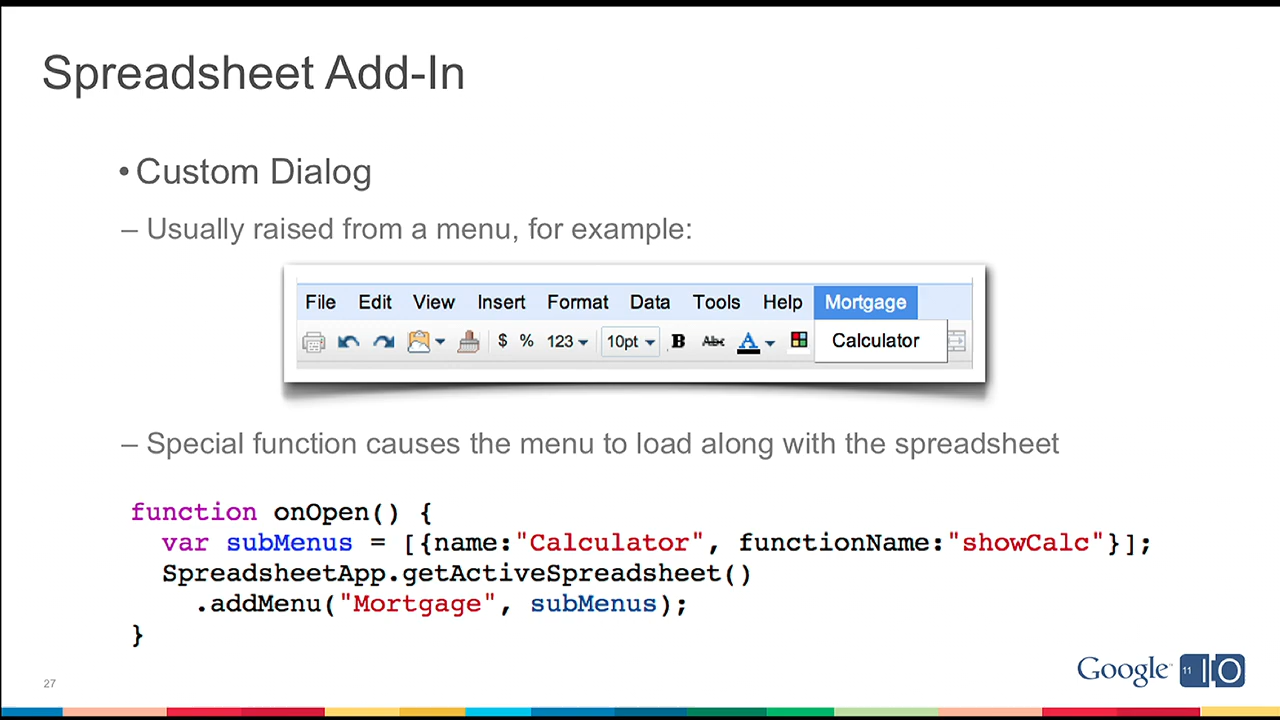 Spreadsheet Add-In
• Custom Dialog
– Usually raised from a menu, for example:
File Edit View Insert Format Data Tools Help Mortgage
$ % 123 10pt B Abc A Calculator
– Special function causes the menu to load along with the spreadsheet
function onOpen() {
var subMenus = [{name:"Calculator", functionName:"showCalc"}];
SpreadsheetApp.getActiveSpreadsheet()
.addMenu("Mortgage", subMenus);
}
27
Google 11 IO